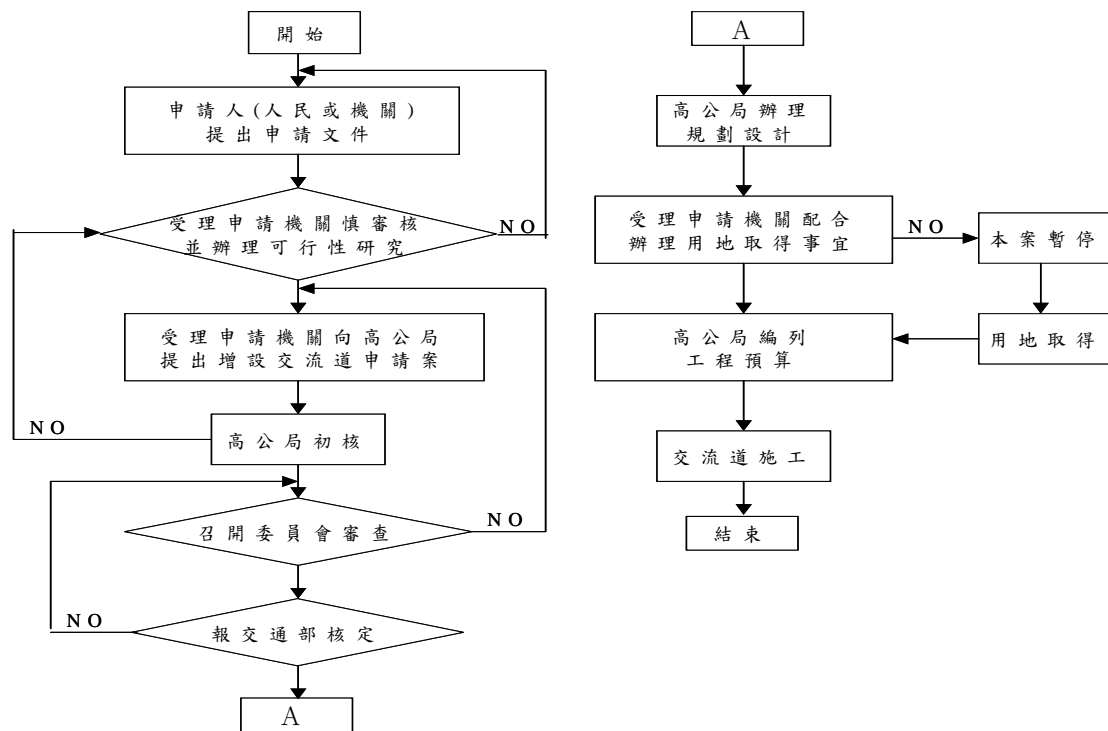 開始
申請人(人民或機關)
提出申請文件
受理申請機關慎審核
並辦理可行性研究
NO
受理申請機關向高公局
提出增設交流道申請案
NO
高公局初核
召開委員會審查
NO
NO
報交通部核定
A
A
高公局辦理
規劃設計
受理申請機關配合
辦理用地取得事宜
NO
本案暫停
高公局編列
工程預算
用地取得
交流道施工
結束